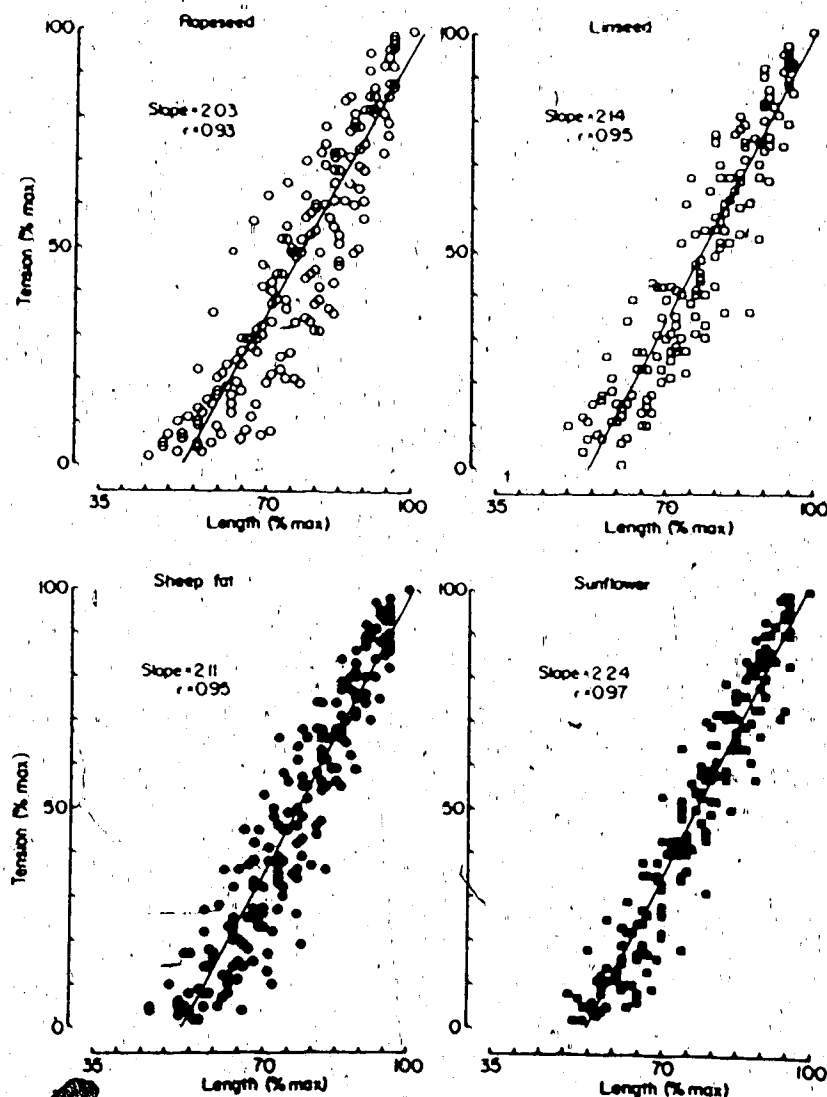 Rapeseed
100
Slope = 2.03
r = 0.93
50
0
Tension (% max)
35 70 100
Length (% max)
Linseed
100
Slope = 2.14
r = 0.95
50
0
35 70 100
Length (% max)
Sheep fat
100
Slope = 2.11
r = 0.95
50
0
Tension (% max)
35 70 100
Length (% max)
Sunflower
100
Slope = 2.24
r = 0.97
50
0
35 70 100
Length (% max)